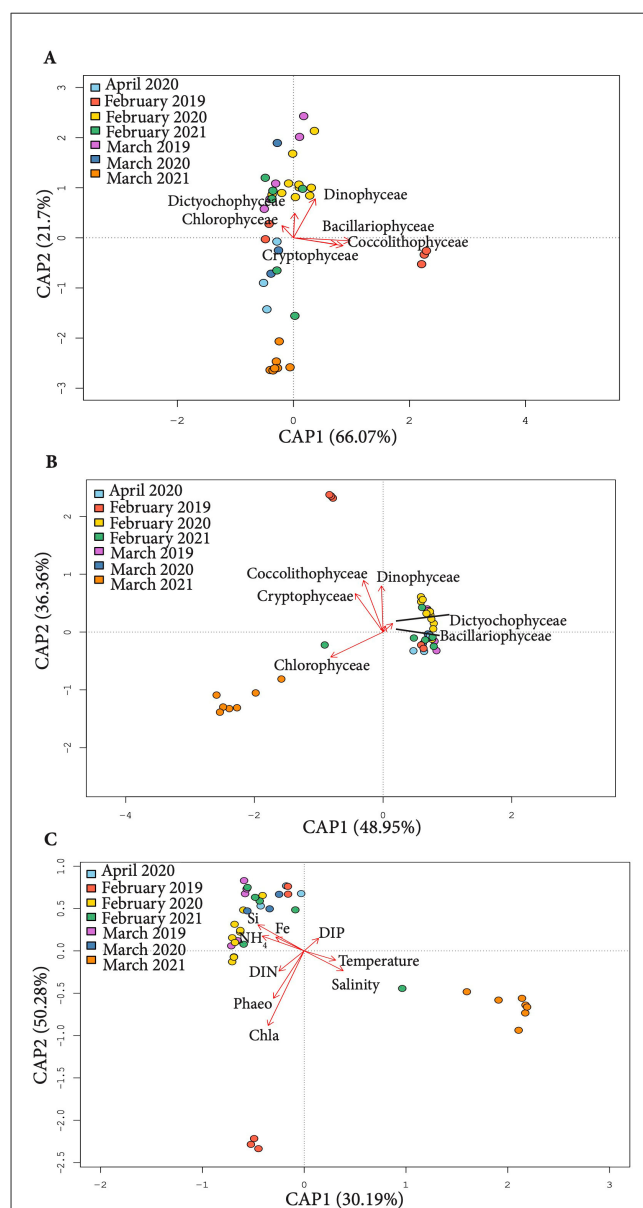 A
April 2020
February 2019
February 2020
February 2021
March 2019
March 2020
March 2021
Dictyochophyceae
Dinophyceae
Chlorophyceae
Bacillariophyceae
Coccolithophyceae
Cryptophyceae
CAP2 (21.7%)
3
2
1
0
-1
-2
-3
-2
0
2
4
CAP1 (66.07%)
B
April 2020
February 2019
February 2020
February 2021
March 2019
March 2020
March 2021
Coccolithophyceae
Dinophyceae
Cryptophyceae
Dictyochophyceae
Bacillariophyceae
Chlorophyceae
CAP2 (36.36%)
2
1
0
-1
-2
-4
-2
0
2
CAP1 (48.95%)
C
April 2020
February 2019
February 2020
February 2021
March 2019
March 2020
March 2021
Si
Fe
DIP
NH4
Temperature
DIN
Salinity
Phaeo
Chla
CAP2 (50.28%)
1.0
0.5
0.0
-0.5
-1.0
-1.5
-2.0
-2.5
-2
-1
0
1
2
3
CAP1 (30.19%)